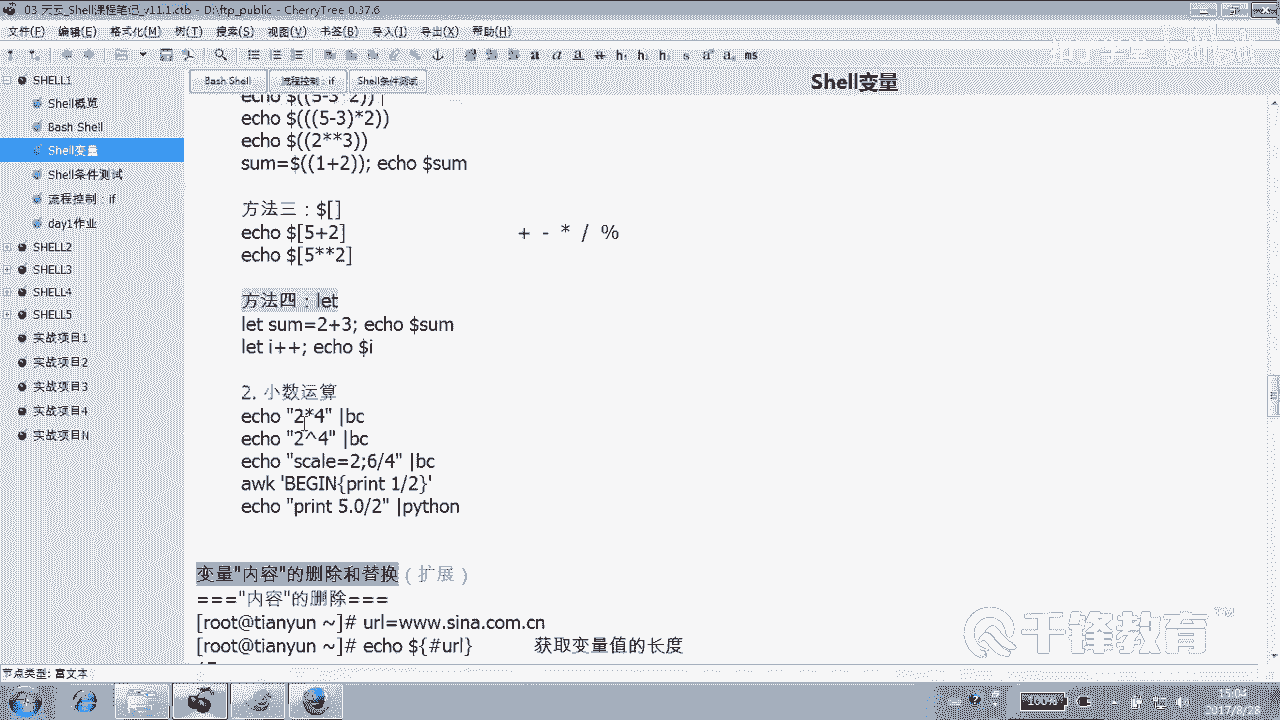 03_天云_Shell课程笔记_v11.1.ctb - D:\ftp_public - CherryTree 0.37.6
文件(F) 编辑(E) 格式化(M) 树(T) 搜索(S) 视图(V) 书签(B) 导入(I) 导出(X) 帮助(H)
a a a a h₁ h₂ h₃ s aª aₐ ms
Bash Shell 流程控制：if Shell条件测试
Shell变量
SHELL1
Shell概览
Bash Shell
Shell变量
Shell条件测试
流程控制：if
day1作业
SHELL2
SHELL3
SHELL4
SHELL5
实战项目1
实战项目2
实战项目3
实战项目4
实战项目N
echo $((5-3*2))
echo $(((5-3)*2))
echo $((2**3))
sum=$((1+2)); echo $sum
方法三：$[]
echo $[5+2] + - * / %
echo $[5**2]
方法四：let
let sum=2+3; echo $sum
let i++; echo $i
2. 小数运算
echo "2*4" |bc
echo "2^4" |bc
echo "scale=2;6/4" |bc
awk 'BEGIN{print 1/2}'
echo "print 5.0/2" |python
变量"内容"的删除和替换（扩展）
==="内容"的删除===
[root@tianyun ~]# url=www.sina.com.cn
[root@tianyun ~]# echo ${#url} 获取变量值的长度
千锋教育
节点类型: 富文本
100%
15:04
2017/8/28